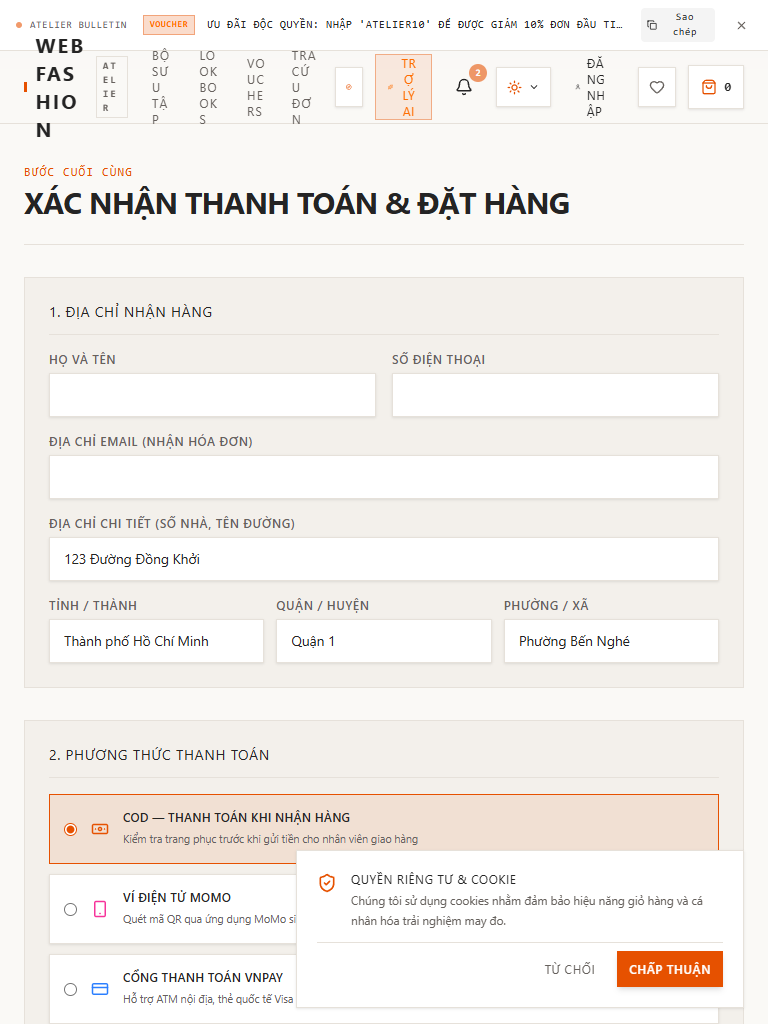 ATELIER BULLETIN
VOUCHER
ƯU ĐÃI ĐỘC QUYỀN: NHẬP 'ATELIER10' ĐỂ ĐƯỢC GIẢM 10% ĐƠN ĐẦU TI…
Sao
chép
WEB
FAS
HIO
N
AT
EL
IE
R
BỘ
SƯ
U
TẬ
P
LO
OK
BO
OK
S
VO
UC
HE
RS
TRA
CỨ
U
ĐƠ
N
TR
Ợ
LÝ
AI
2
ĐĂ
NG
NH
ẬP
0
BƯỚC CUỐI CÙNG
XÁC NHẬN THANH TOÁN & ĐẶT HÀNG
1. ĐỊA CHỈ NHẬN HÀNG
HỌ VÀ TÊN
SỐ ĐIỆN THOẠI
ĐỊA CHỈ EMAIL (NHẬN HÓA ĐƠN)
ĐỊA CHỈ CHI TIẾT (SỐ NHÀ, TÊN ĐƯỜNG)
123 Đường Đồng Khởi
TỈNH / THÀNH
QUẬN / HUYỆN
PHƯỜNG / XÃ
Thành phố Hồ Chí Minh
Quận 1
Phường Bến Nghé
2. PHƯƠNG THỨC THANH TOÁN
COD — THANH TOÁN KHI NHẬN HÀNG
Kiểm tra trang phục trước khi gửi tiền cho nhân viên giao hàng
VÍ ĐIỆN TỬ MOMO
Quét mã QR qua ứng dụng MoMo si
CỔNG THANH TOÁN VNPAY
Hỗ trợ ATM nội địa, thẻ quốc tế Visa
QUYỀN RIÊNG TƯ & COOKIE
Chúng tôi sử dụng cookies nhằm đảm bảo hiệu năng giỏ hàng và cá
nhân hóa trải nghiệm may đo.
TỪ CHỐI
CHẤP THUẬN